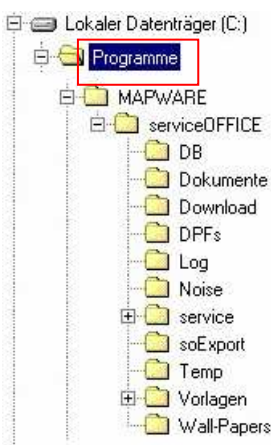 Lokaler Datenträger (C:)
Programme
MAPWARE
serviceOFFICE
DB
Dokumente
Download
DPFs
Log
Noise
service
soExport
Temp
Vorlagen
Wall-Papers